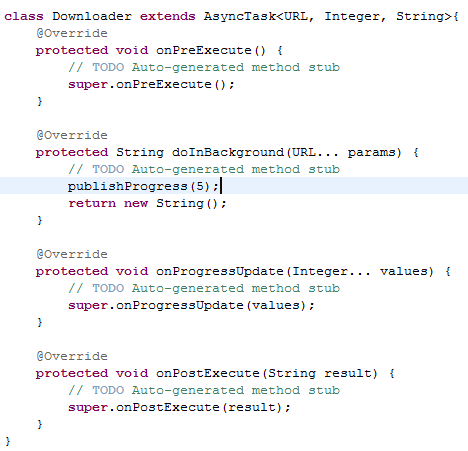 class Downloader extends AsyncTask<URL, Integer, String>{
    @Override
    protected void onPreExecute() {
        // TODO Auto-generated method stub
        super.onPreExecute();
    }

    @Override
    protected String doInBackground(URL... params) {
        // TODO Auto-generated method stub
        publishProgress(5);
        return new String();
    }

    @Override
    protected void onProgressUpdate(Integer... values) {
        // TODO Auto-generated method stub
        super.onProgressUpdate(values);
    }

    @Override
    protected void onPostExecute(String result) {
        // TODO Auto-generated method stub
        super.onPostExecute(result);
    }
}